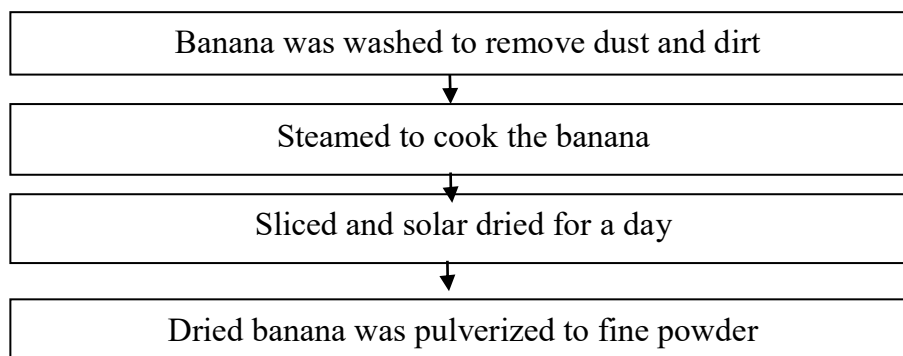 Banana was washed to remove dust and dirt
Steamed to cook the banana
Sliced and solar dried for a day
Dried banana was pulverized to fine powder